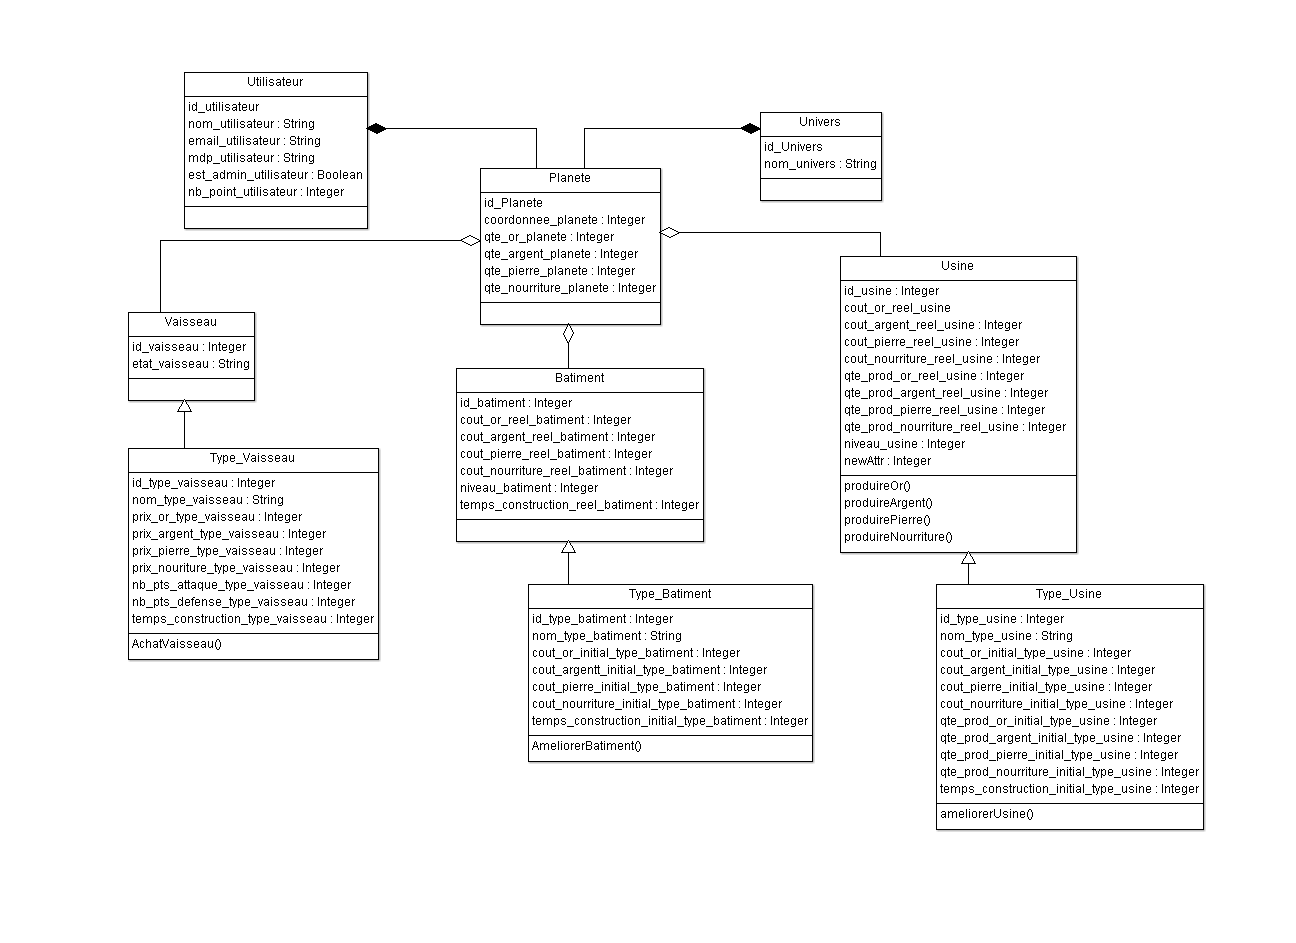 Utilisateur
id_utilisateur
nom_utilisateur : String
email_utilisateur : String
mdp_utilisateur : String
est_admin_utilisateur : Boolean
nb_point_utilisateur : Integer
Univers
id_Univers
nom_univers : String
Planete
id_Planete
coordonnee_planete : Integer
qte_or_planete : Integer
qte_argent_planete : Integer
qte_pierre_planete : Integer
qte_nourriture_planete : Integer
Usine
id_usine : Integer
cout_or_reel_usine
cout_argent_reel_usine : Integer
cout_pierre_reel_usine : Integer
cout_nourriture_reel_usine : Integer
qte_prod_or_reel_usine : Integer
qte_prod_argent_reel_usine : Integer
qte_prod_pierre_reel_usine : Integer
qte_prod_nourriture_reel_usine : Integer
niveau_usine : Integer
newAttr : Integer
produireOr()
produireArgent()
produirePierre()
produireNourriture()
Vaisseau
id_vaisseau : Integer
etat_vaisseau : String
Batiment
id_batiment : Integer
cout_or_reel_batiment : Integer
cout_argent_reel_batiment : Integer
cout_pierre_reel_batiment : Integer
cout_nourriture_reel_batiment : Integer
niveau_batiment : Integer
temps_construction_reel_batiment : Integer
Type_Vaisseau
id_type_vaisseau : Integer
nom_type_vaisseau : String
prix_or_type_vaisseau : Integer
prix_argent_type_vaisseau : Integer
prix_pierre_type_vaisseau : Integer
prix_nouriture_type_vaisseau : Integer
nb_pts_attaque_type_vaisseau : Integer
nb_pts_defense_type_vaisseau : Integer
temps_construction_type_vaisseau : Integer
AchatVaisseau()
Type_Batiment
id_type_batiment : Integer
nom_type_batiment : String
cout_or_initial_type_batiment : Integer
cout_argentt_initial_type_batiment : Integer
cout_pierre_initial_type_batiment : Integer
cout_nourriture_initial_type_batiment : Integer
temps_construction_initial_type_batiment : Integer
AmeliorerBatiment()
Type_Usine
id_type_usine : Integer
nom_type_usine : String
cout_or_initial_type_usine : Integer
cout_argent_initial_type_usine : Integer
cout_pierre_initial_type_usine : Integer
cout_nourriture_initial_type_usine : Integer
qte_prod_or_initial_type_usine : Integer
qte_prod_argent_initial_type_usine : Integer
qte_prod_pierre_initial_type_usine : Integer
qte_prod_nourriture_initial_type_usine : Integer
temps_construction_initial_type_usine : Integer
ameliorerUsine()